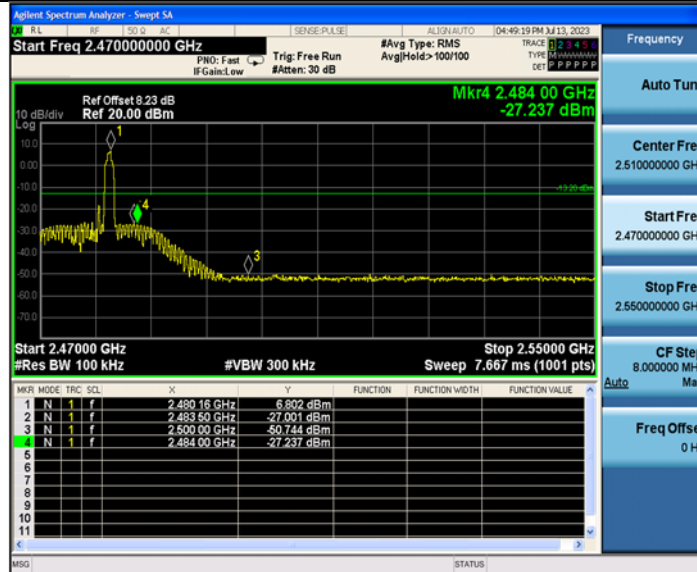 Agilent Spectrum Analyzer - Swept SA
RL RF 50 Ω AC SENSE:PULSE ALIGN AUTO 04:49:19 PM Jul 13, 2023
Start Freq 2.470000000 GHz
PNO: Fast
IFGain:Low
Trig: Free Run
#Atten: 30 dB
#Avg Type: RMS
Avg|Hold:> 100/100
TRACE 1 2 3 4 5 6
TYPE M
DET P P P P P P
Ref Offset 8.23 dB
Ref 20.00 dBm
10 dB/div
Log
Mkr4 2.484 00 GHz
-27.237 dBm
10.0
0.00
-10.0
-20.0
-30.0
-40.0
-50.0
-60.0
-70.0
1
4
3
-13.20 dBm
Start 2.47000 GHz
Stop 2.55000 GHz
#Res BW 100 kHz
#VBW 300 kHz
Sweep 7.667 ms (1001 pts)
MKR MODE TRC SCL X Y FUNCTION FUNCTION WIDTH FUNCTION VALUE
1 N 1 f 2.480 16 GHz 6.802 dBm
2 N 1 f 2.483 50 GHz -27.001 dBm
3 N 1 f 2.500 00 GHz -50.744 dBm
4 N 1 f 2.484 00 GHz -27.237 dBm
5
6
7
8
9
10
11
MSG STATUS
Frequency
Auto Tun
Center Fre
2.510000000 GH
Start Fre
2.470000000 GH
Stop Fre
2.550000000 GH
CF Ste
8.000000 MH
Auto Ma
Freq Offse
0 H